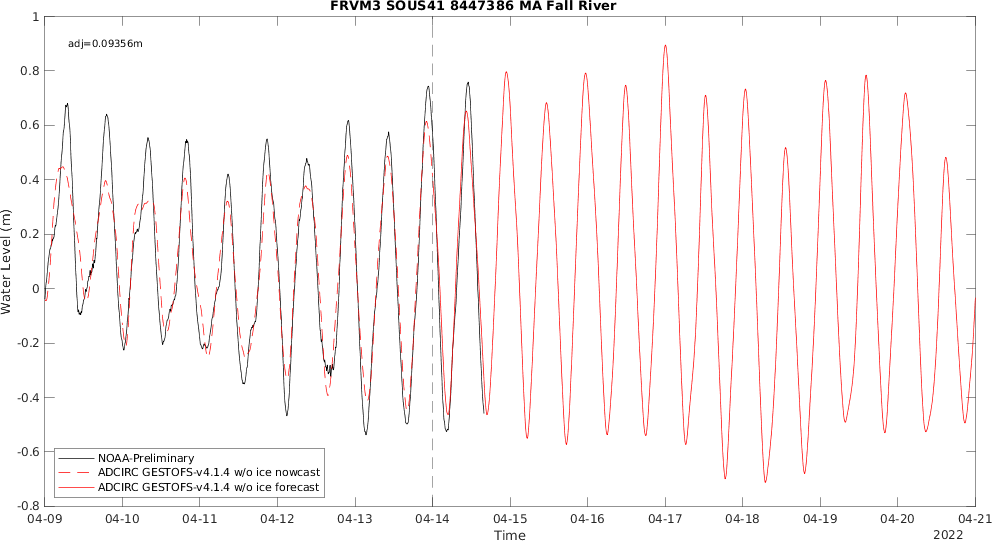 FRVM3 SOUS41 8447386 MA Fall River
adj=0.09356m
1
0.8
0.6
0.4
0.2
0
-0.2
-0.4
-0.6
-0.8
Water Level (m)
NOAA-Preliminary
ADCIRC GESTOFS-v4.1.4 w/o ice nowcast
ADCIRC GESTOFS-v4.1.4 w/o ice forecast
04-09 04-10 04-11 04-12 04-13 04-14 04-15 04-16 04-17 04-18 04-19 04-20 04-21
Time
2022